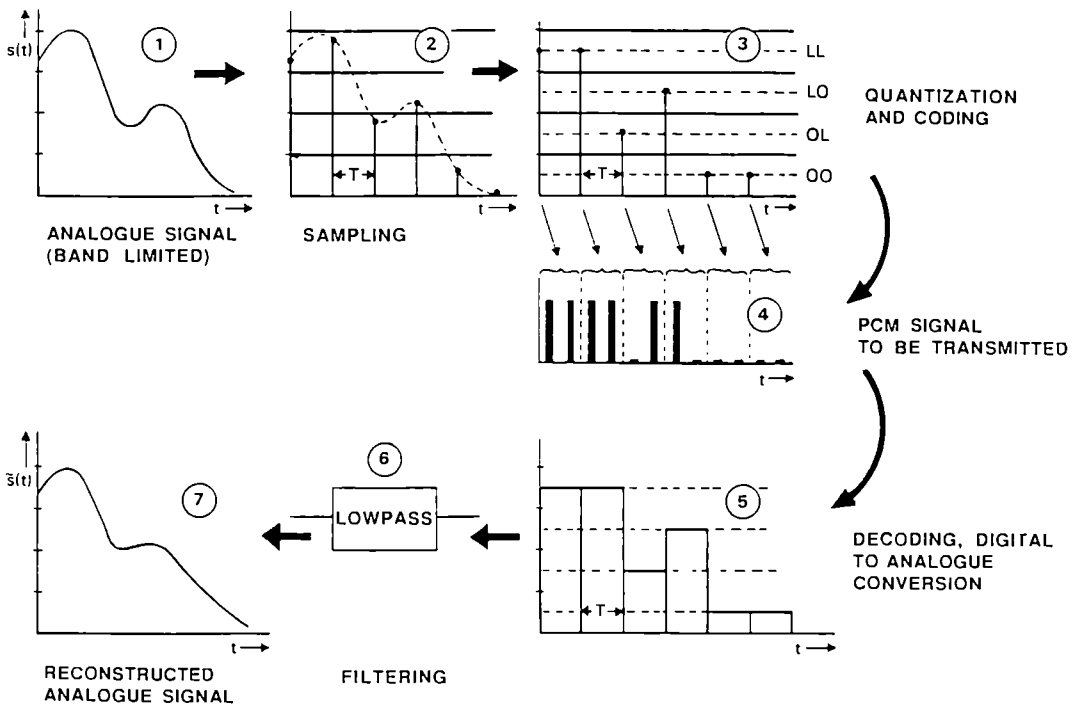 s(t)
1
t
ANALOGUE SIGNAL
(BAND LIMITED)
2
T
t
SAMPLING
3
LL
LO
OL
OO
T
t
QUANTIZATION
AND CODING
4
t
PCM SIGNAL
TO BE TRANSMITTED
5
T
t
DECODING, DIGITAL
TO ANALOGUE
CONVERSION
6
LOWPASS
FILTERING
s̃(t)
7
t
RECONSTRUCTED
ANALOGUE SIGNAL